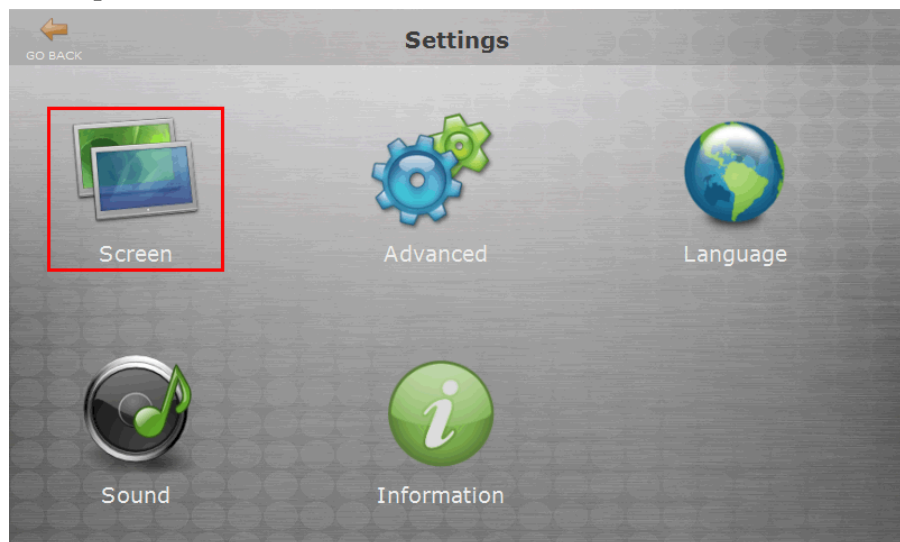 Settings
GO BACK
Screen
Advanced
Language
Sound
Information